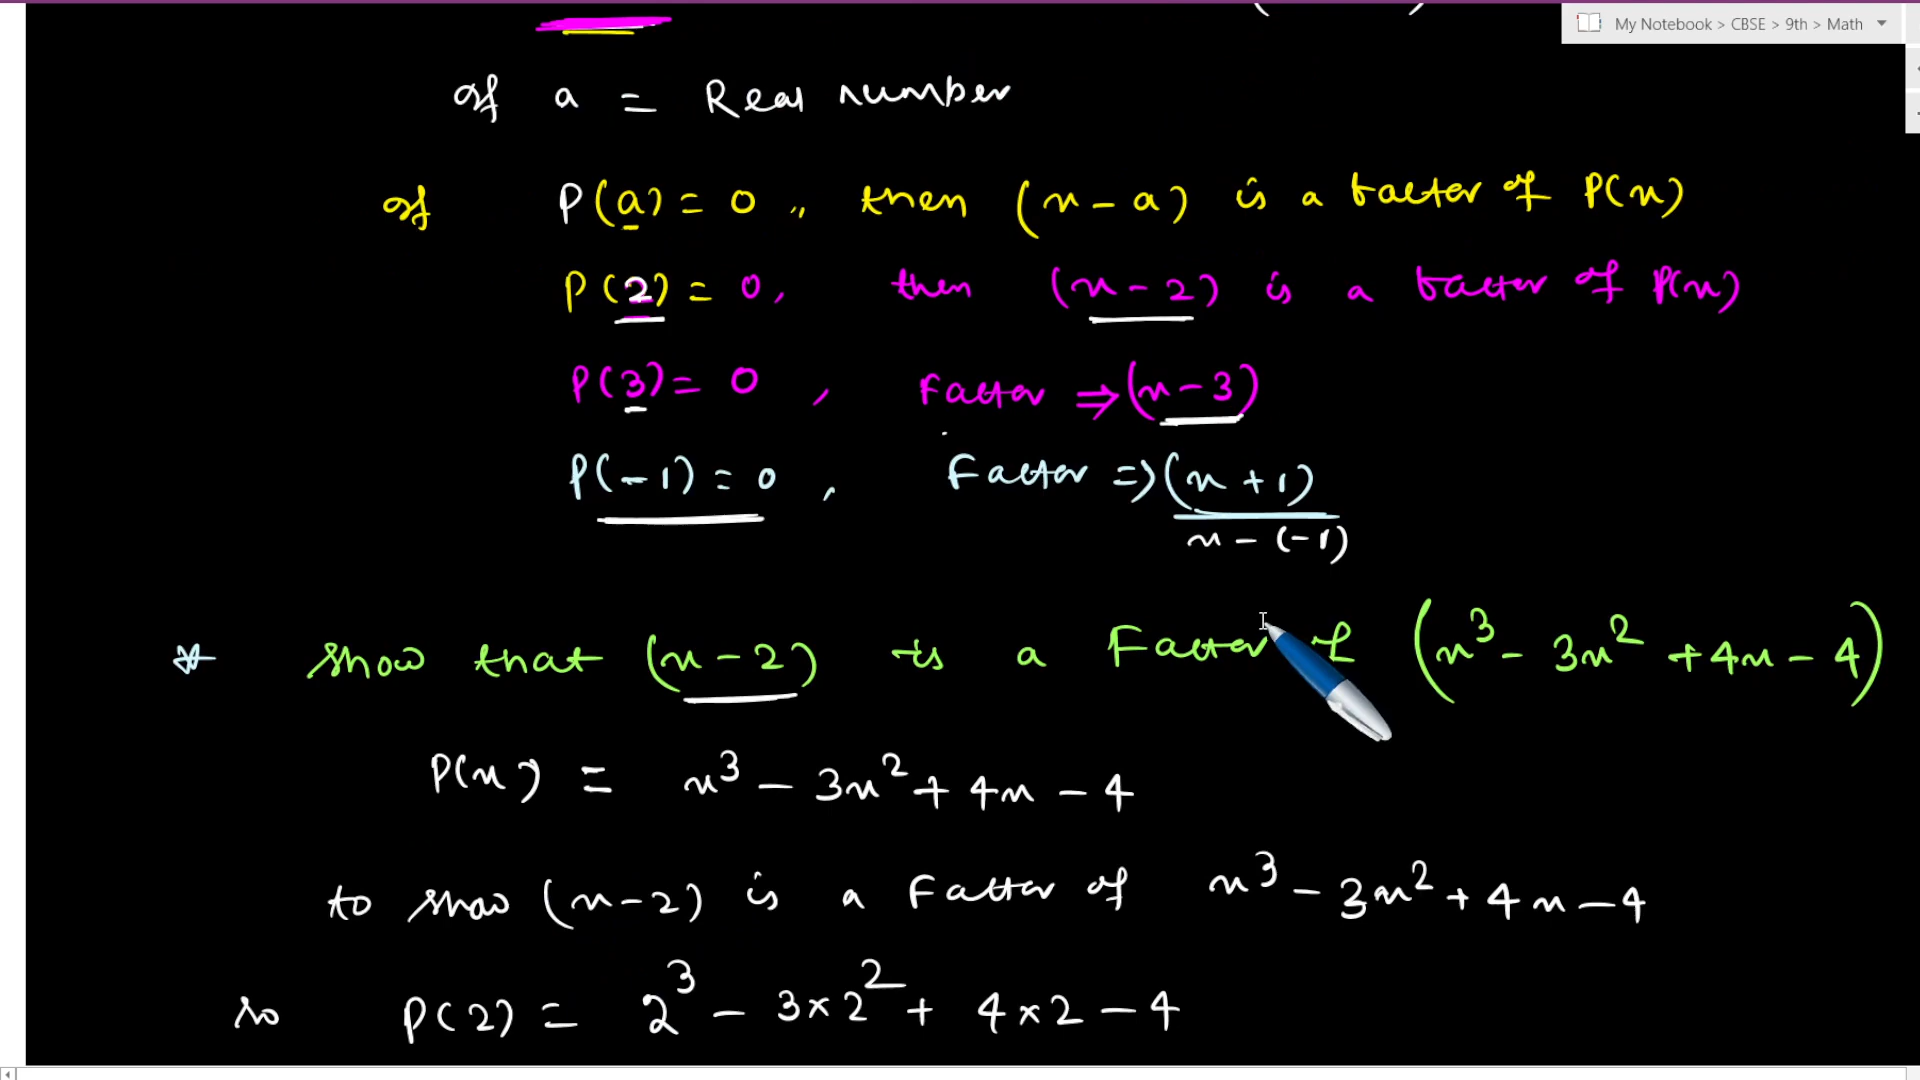 My Notebook > CBSE > 9th > Math
If a = Real number
If P(a) = 0, then (x - a) is a factor of P(x)
P(2) = 0, then (x - 2) is a factor of P(x)
P(3) = 0, Factor ⇒ (x - 3)
P(-1) = 0, Factor ⇒ (x + 1)
x - (-1)
* show that (x - 2) is a Factor of (x³ - 3x² + 4x - 4)
P(x) = x³ - 3x² + 4x - 4
to show (x - 2) is a Factor of x³ - 3x² + 4x - 4
so P(2) = 2³ - 3×2² + 4×2 - 4